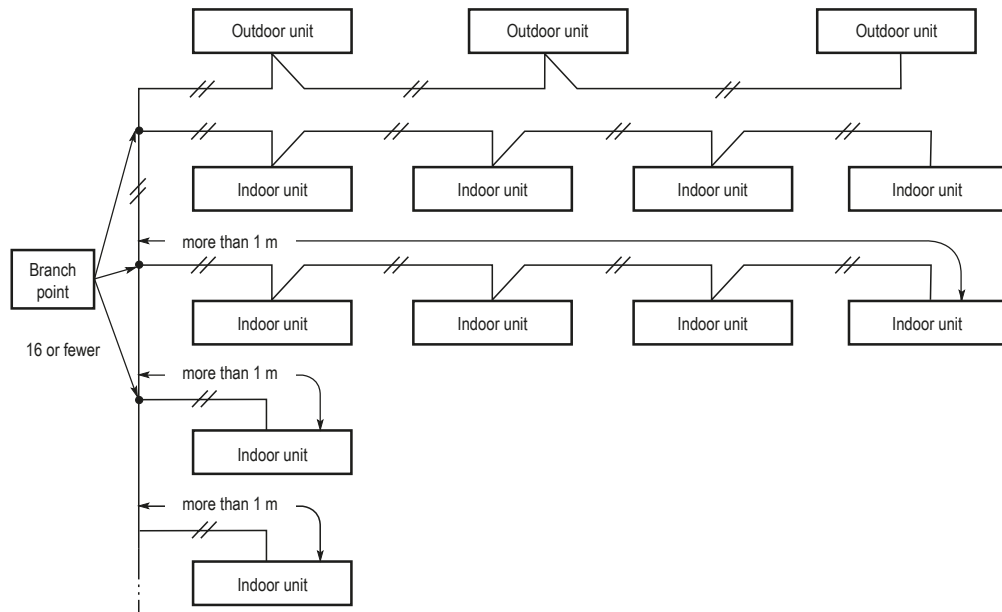 Outdoor unit
Outdoor unit
Outdoor unit
Indoor unit
Indoor unit
Indoor unit
Indoor unit
more than 1 m
Branch
point
Indoor unit
Indoor unit
Indoor unit
Indoor unit
16 or fewer
more than 1 m
Indoor unit
more than 1 m
Indoor unit